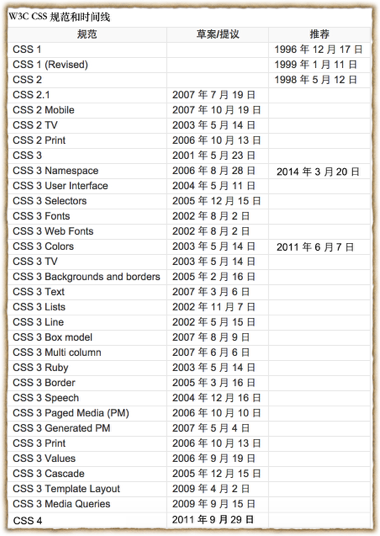 W3C CSS 规范和时间线
规范 草案/提议 推荐
CSS 1 1996 年 12 月 17 日
CSS 1 (Revised) 1999 年 1 月 11 日
CSS 2 1998 年 5 月 12 日
CSS 2.1 2007 年 7 月 19 日
CSS 2 Mobile 2007 年 10 月 19 日
CSS 2 TV 2003 年 5 月 14 日
CSS 2 Print 2006 年 10 月 13 日
CSS 3 2001 年 5 月 23 日
CSS 3 Namespace 2006 年 8 月 28 日 2014 年 3 月 20 日
CSS 3 User Interface 2004 年 5 月 11 日
CSS 3 Selectors 2005 年 12 月 15 日
CSS 3 Fonts 2002 年 8 月 2 日
CSS 3 Web Fonts 2002 年 8 月 2 日
CSS 3 Colors 2003 年 5 月 14 日 2011 年 6 月 7 日
CSS 3 TV 2003 年 5 月 14 日
CSS 3 Backgrounds and borders 2005 年 2 月 16 日
CSS 3 Text 2007 年 3 月 6 日
CSS 3 Lists 2002 年 11 月 7 日
CSS 3 Line 2002 年 5 月 15 日
CSS 3 Box model 2007 年 8 月 9 日
CSS 3 Multi column 2007 年 6 月 6 日
CSS 3 Ruby 2003 年 5 月 14 日
CSS 3 Border 2005 年 3 月 16 日
CSS 3 Speech 2004 年 12 月 16 日
CSS 3 Paged Media (PM) 2006 年 10 月 10 日
CSS 3 Generated PM 2007 年 5 月 4 日
CSS 3 Print 2006 年 10 月 13 日
CSS 3 Values 2006 年 9 月 19 日
CSS 3 Cascade 2005 年 12 月 15 日
CSS 3 Template Layout 2009 年 4 月 2 日
CSS 3 Media Queries 2009 年 9 月 15 日
CSS 4 2011 年 9 月 29 日